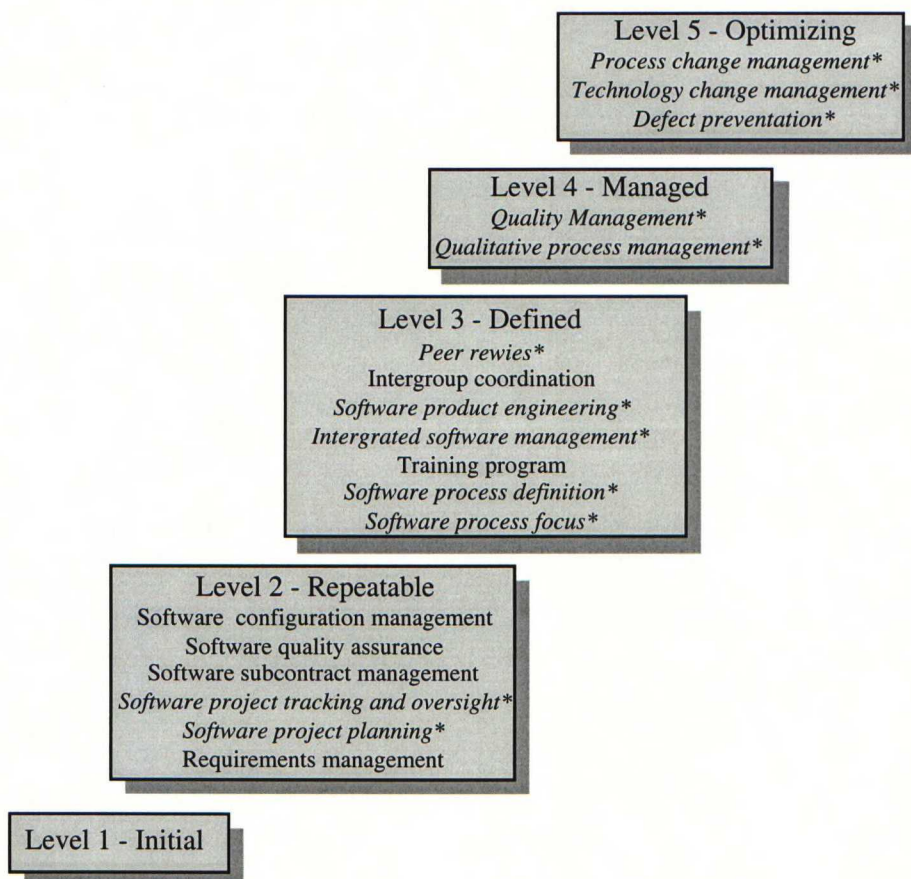 Level 5 - Optimizing
Process change management*
Technology change management*
Defect preventation*
Level 4 - Managed
Quality Management*
Qualitative process management*
Level 3 - Defined
Peer rewies*
Intergroup coordination
Software product engineering*
Intergrated software management*
Training program
Software process definition*
Software process focus*
Level 2 - Repeatable
Software configuration management
Software quality assurance
Software subcontract management
Software project tracking and oversight*
Software project planning*
Requirements management
Level 1 - Initial